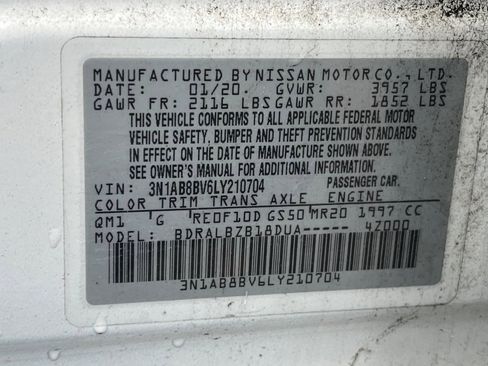 MANUFACTURED BY NISSAN MOTOR CO., LTD.
DATE: 01/20. GVWR: 3957 LBS
GAWR FR: 2116 LBS GAWR RR: 1852 LBS
THIS VEHICLE CONFORMS TO ALL APPLICABLE FEDERAL MOTOR
VEHICLE SAFETY, BUMPER AND THEFT PREVENTION STANDARDS
IN EFFECT ON THE DATE OF MANUFACTURE SHOWN ABOVE.
SEE OWNER'S MANUAL FOR ADDITIONAL INFORMATION.
VIN: 3N1AB8BV6LY210704 PASSENGER CAR.
COLOR TRIM TRANS AXLE ENGINE
QM1 G RE0F10D GS50 MR20 1997 CC
MODEL: BDRALBZB18DUA----- 4Z000
3N1AB8BV6LY210704